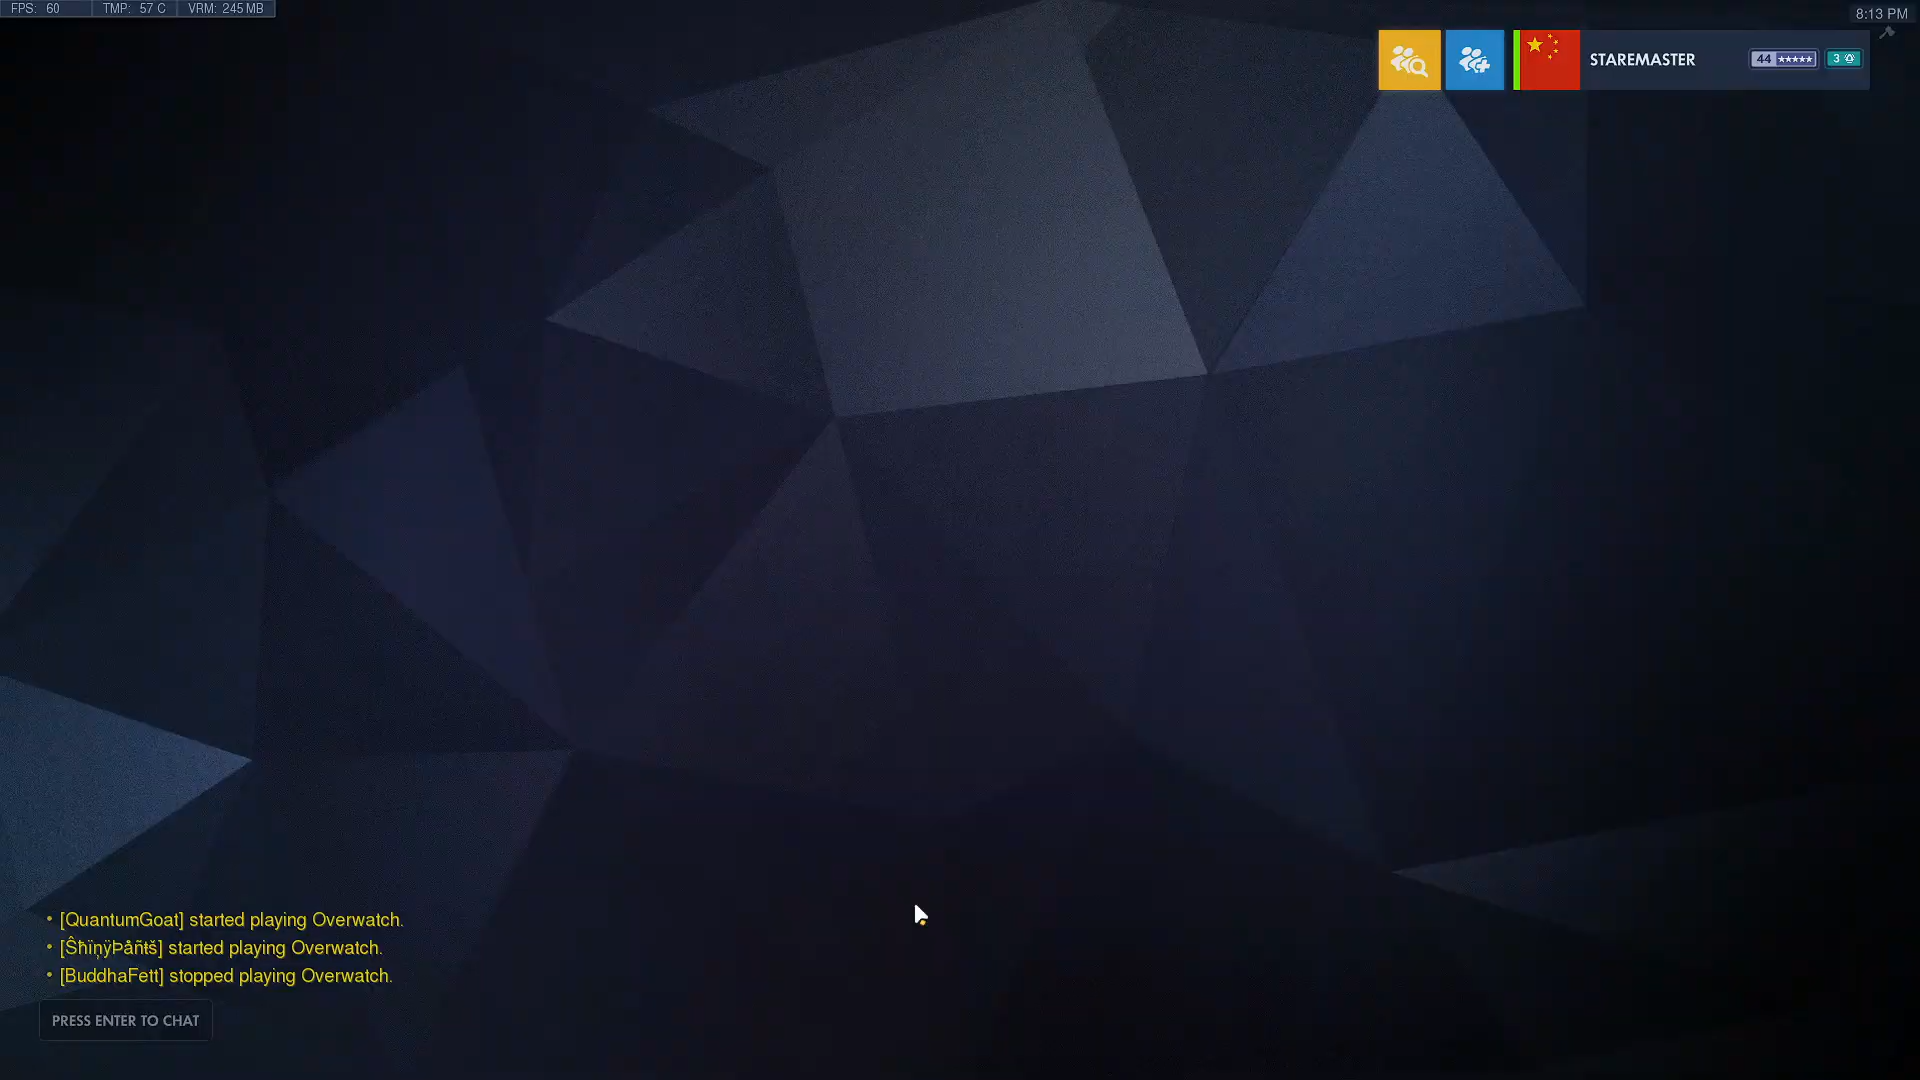 FPS: 60 TMP: 57 C VRM: 245 MB
8:13 PM
STAREMASTER 44 3
• [QuantumGoat] started playing Overwatch.
• [ŜħïņÿÞåñŧš] started playing Overwatch.
• [BuddhaFett] stopped playing Overwatch.
PRESS ENTER TO CHAT